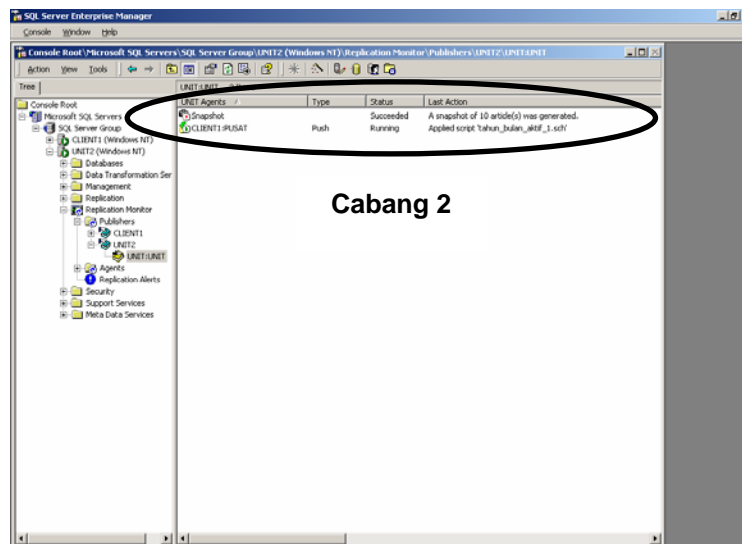 SQL Server Enterprise Manager
Console Window Help
Console Root\Microsoft SQL Servers\SQL Server Group\UNIT2 (Windows NT)\Replication Monitor\Publishers\UNIT2\UNIT:UNIT
Action View Tools
Tree
UNIT:UNIT
Console Root
Microsoft SQL Servers
SQL Server Group
CLIENT1 (Windows NT)
UNIT2 (Windows NT)
Databases
Data Transformation Ser
Management
Replication
Replication Monitor
Publishers
CLIENT1
UNIT2
UNIT:UNIT
Agents
Replication Alerts
Security
Support Services
Meta Data Services
UNIT Agents Type Status Last Action
Snapshot Succeeded A snapshot of 10 article(s) was generated.
CLIENT1:PUSAT Push Running Applied script 'tahun_bulan_aktif_1.sch'
Cabang 2